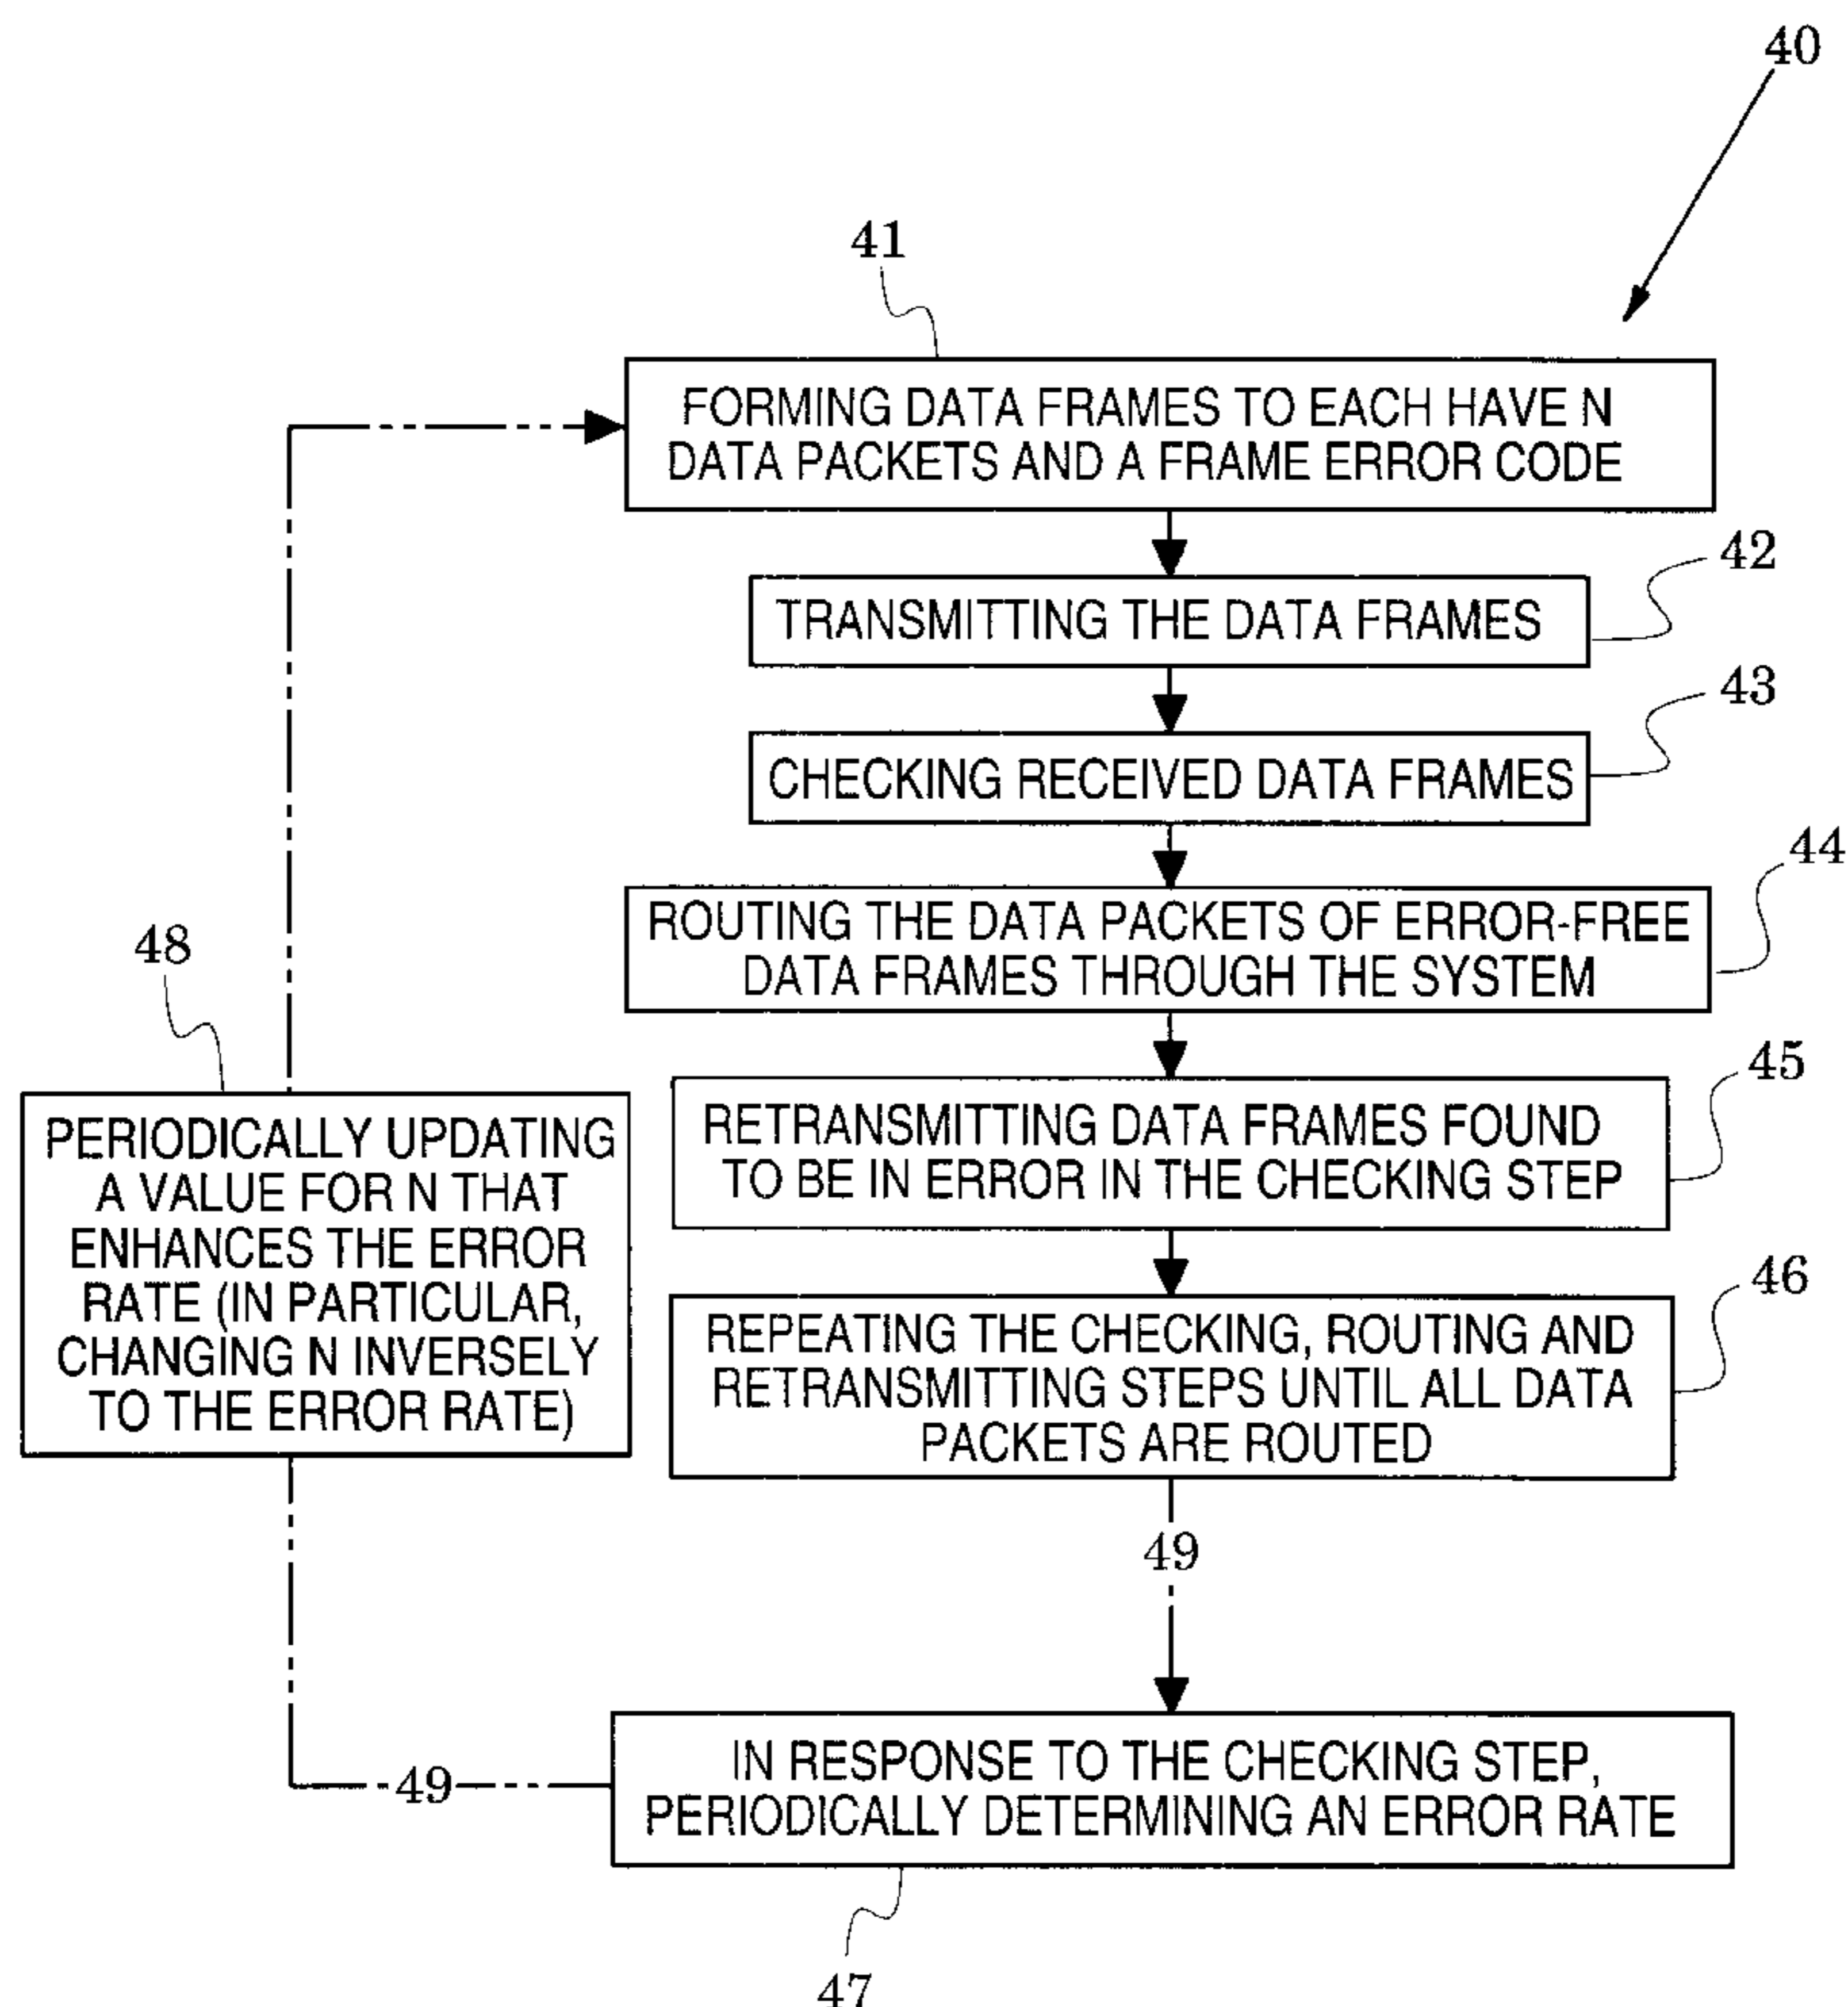 40
41
FORMING DATA FRAMES TO EACH HAVE N
DATA PACKETS AND A FRAME ERROR CODE
42
TRANSMITTING THE DATA FRAMES
43
CHECKING RECEIVED DATA FRAMES
44
ROUTING THE DATA PACKETS OF ERROR-FREE
DATA FRAMES THROUGH THE SYSTEM
45
RETRANSMITTING DATA FRAMES FOUND
TO BE IN ERROR IN THE CHECKING STEP
46
REPEATING THE CHECKING, ROUTING AND
RETRANSMITTING STEPS UNTIL ALL DATA
PACKETS ARE ROUTED
49
IN RESPONSE TO THE CHECKING STEP,
PERIODICALLY DETERMINING AN ERROR RATE
47
49
48
PERIODICALLY UPDATING
A VALUE FOR N THAT
ENHANCES THE ERROR
RATE (IN PARTICULAR,
CHANGING N INVERSELY
TO THE ERROR RATE)